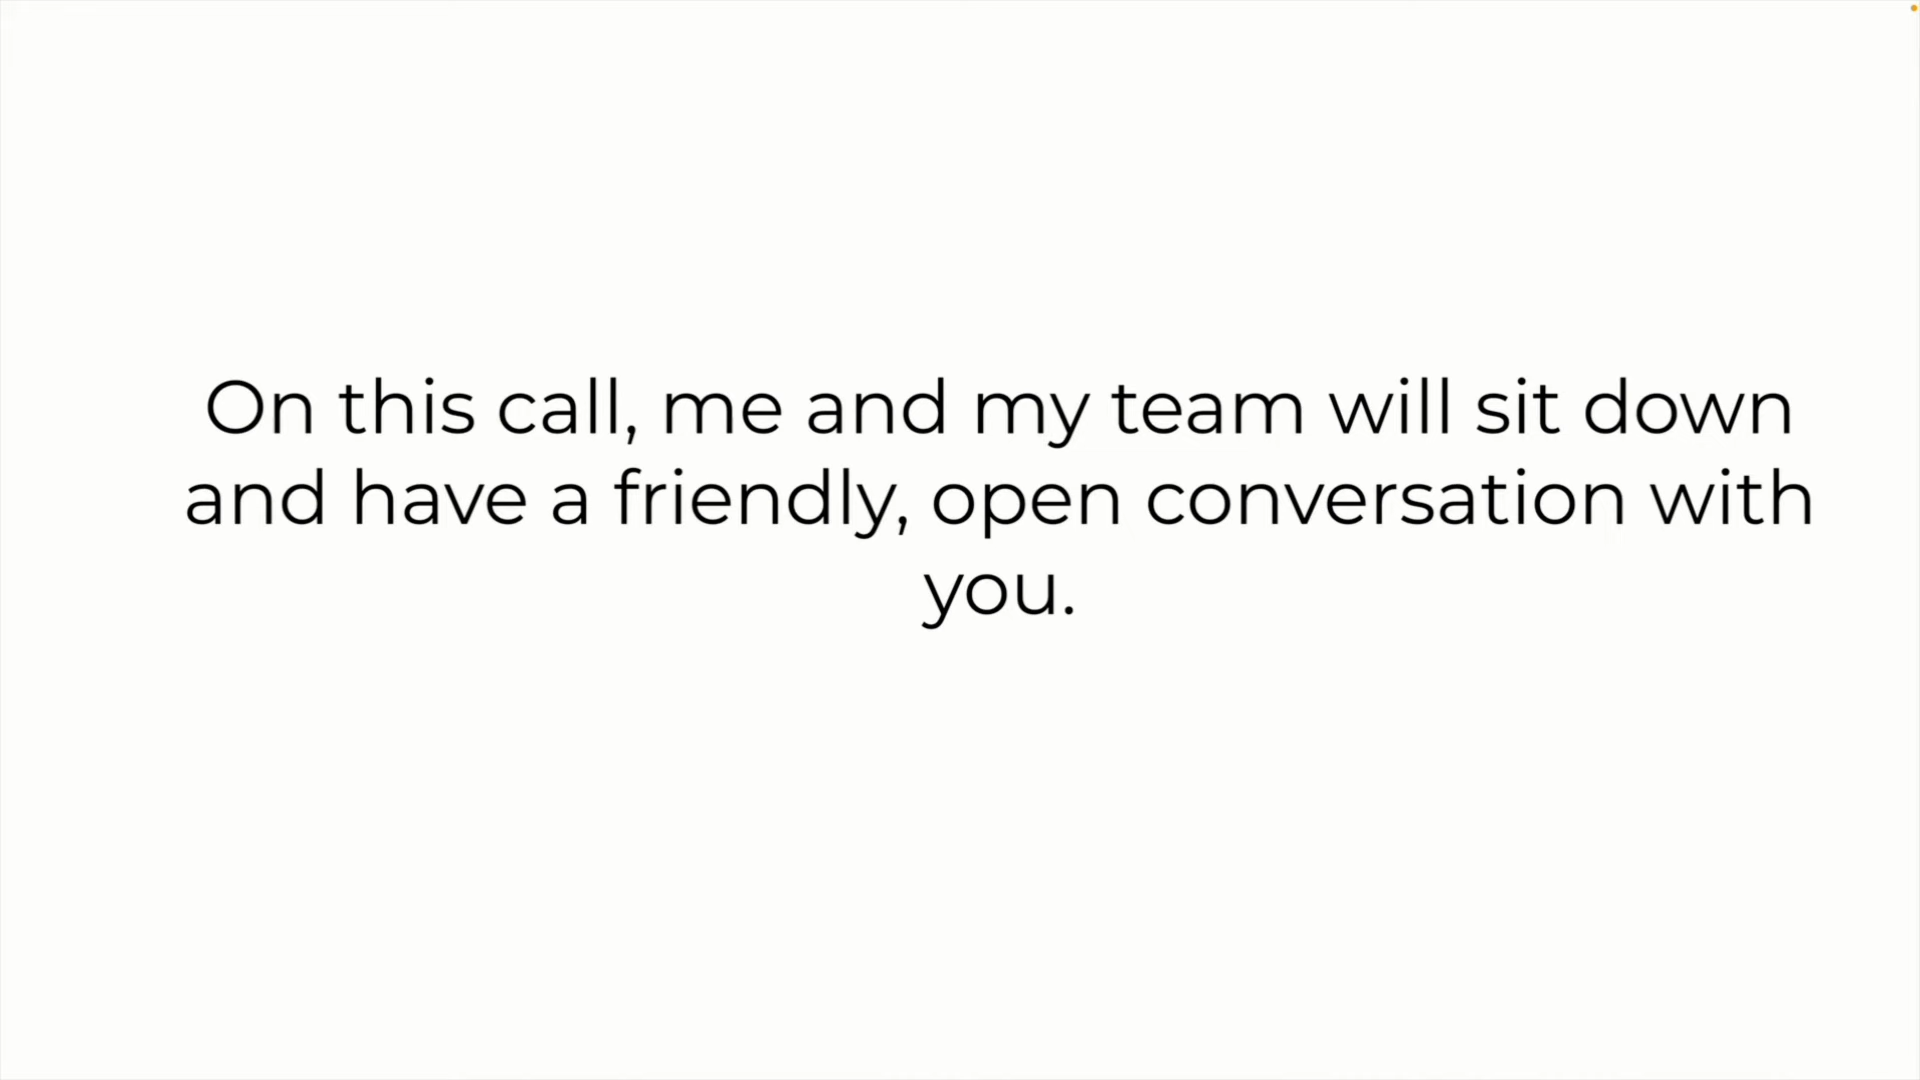 On this call, me and my team will sit down
and have a friendly, open conversation with
you.